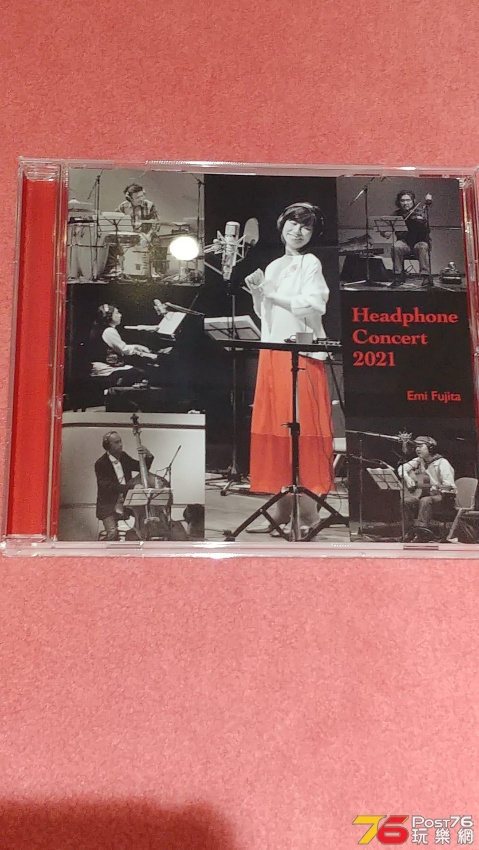 Headphone
Concert
2021
Emi Fujita
76 Post76
玩樂網